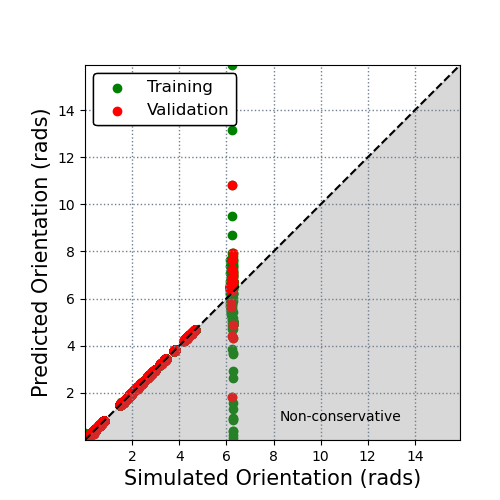 Training
Validation
14
12
10
8
6
4
2
Predicted Orientation (rads)
Non-conservative
2 4 6 8 10 12 14
Simulated Orientation (rads)